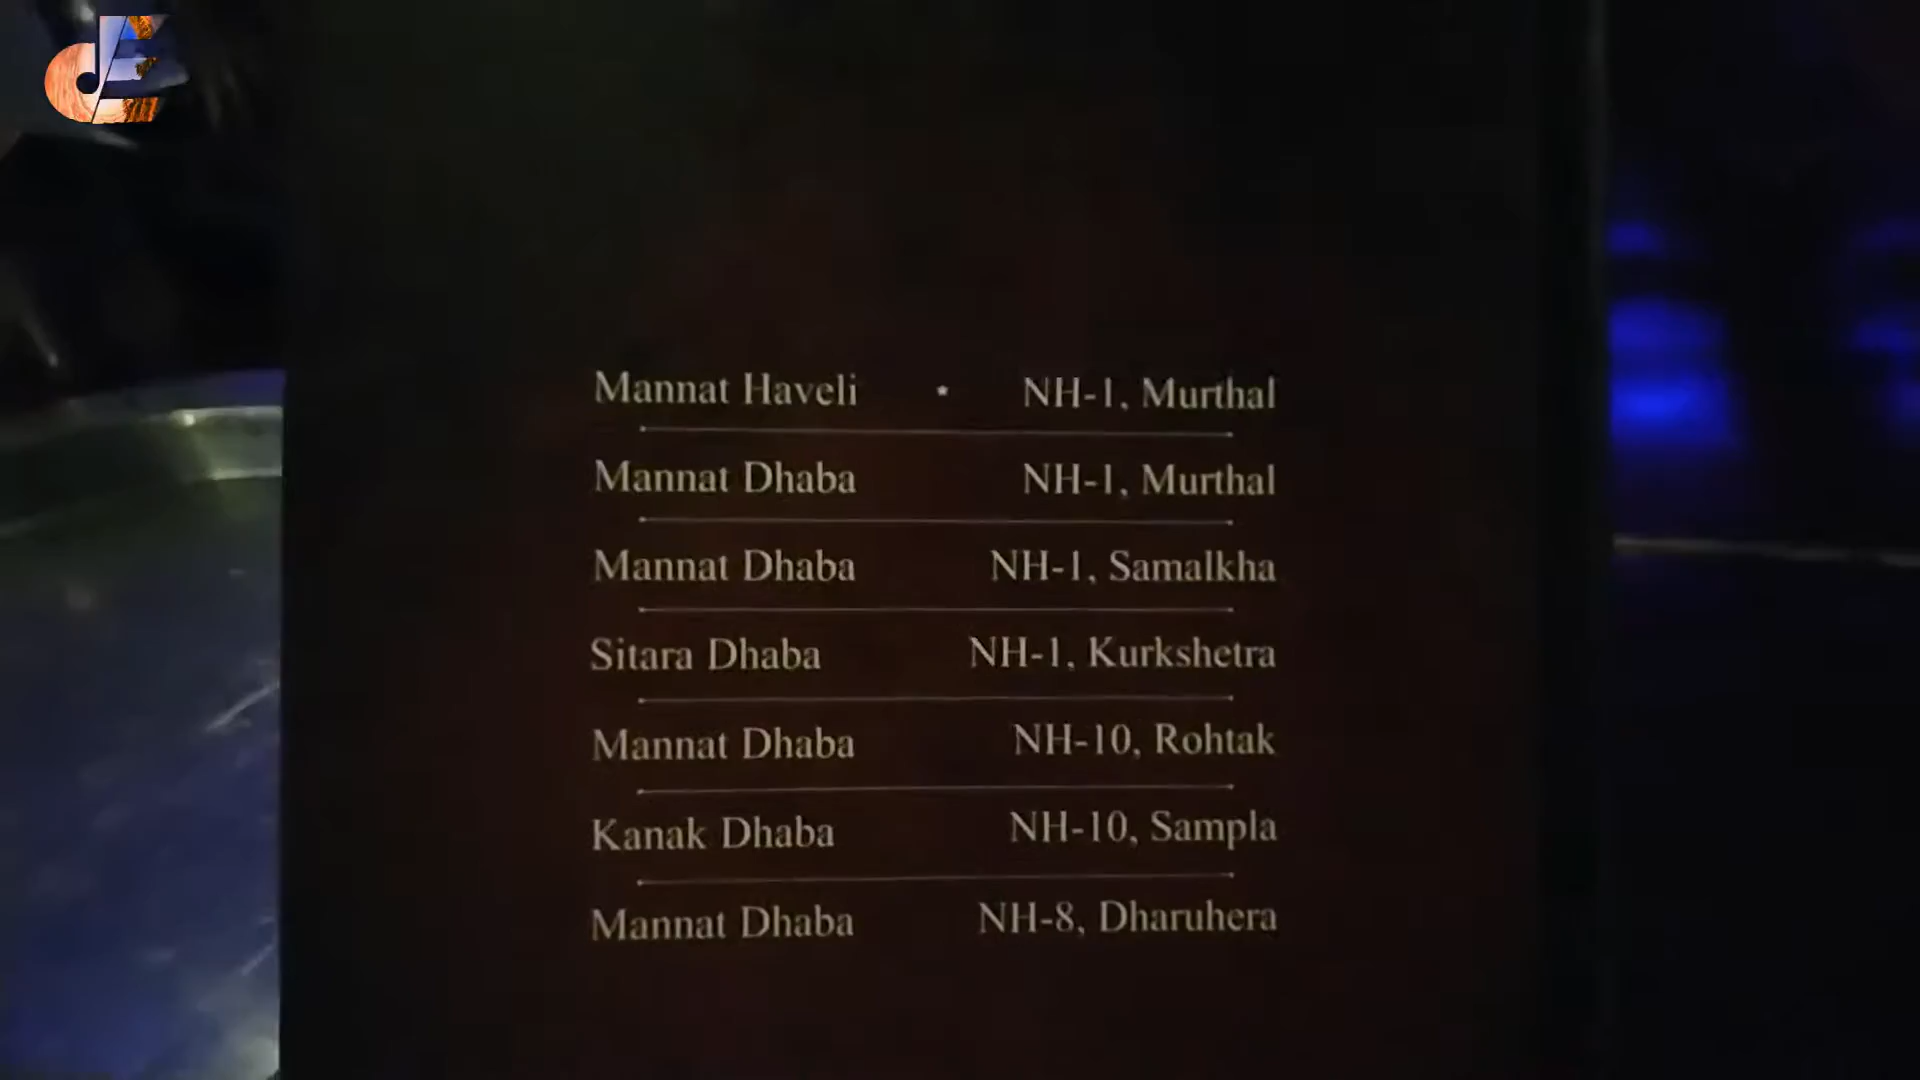 Mannat Haveli NH-1, Murthal
Mannat Dhaba NH-1, Murthal
Mannat Dhaba NH-1, Samalkha
Sitara Dhaba NH-1, Kurkshetra
Mannat Dhaba NH-10, Rohtak
Kanak Dhaba NH-10, Sampla
Mannat Dhaba NH-8, Dharuhera